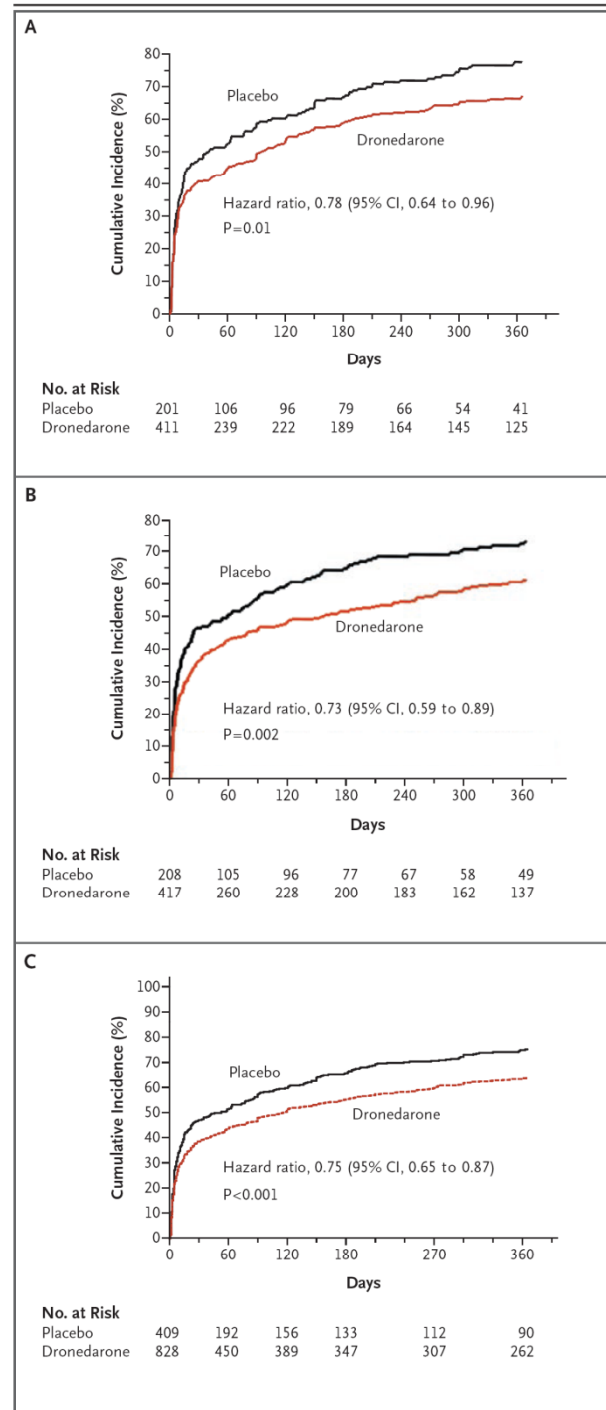 A
Cumulative Incidence (%)
80
70
60
50
40
30
20
10
0
Placebo
Dronedarone
Hazard ratio, 0.78 (95% CI, 0.64 to 0.96)
P=0.01
0 60 120 180 240 300 360
Days
No. at Risk
Placebo 201 106 96 79 66 54 41
Dronedarone 411 239 222 189 164 145 125
B
Cumulative Incidence (%)
80
70
60
50
40
30
20
10
0
Placebo
Dronedarone
Hazard ratio, 0.73 (95% CI, 0.59 to 0.89)
P=0.002
0 60 120 180 240 300 360
Days
No. at Risk
Placebo 208 105 96 77 67 58 49
Dronedarone 417 260 228 200 183 162 137
C
Cumulative Incidence (%)
100
90
80
70
60
50
40
30
20
10
0
Placebo
Dronedarone
Hazard ratio, 0.75 (95% CI, 0.65 to 0.87)
P<0.001
0 60 120 180 270 360
Days
No. at Risk
Placebo 409 192 156 133 112 90
Dronedarone 828 450 389 347 307 262